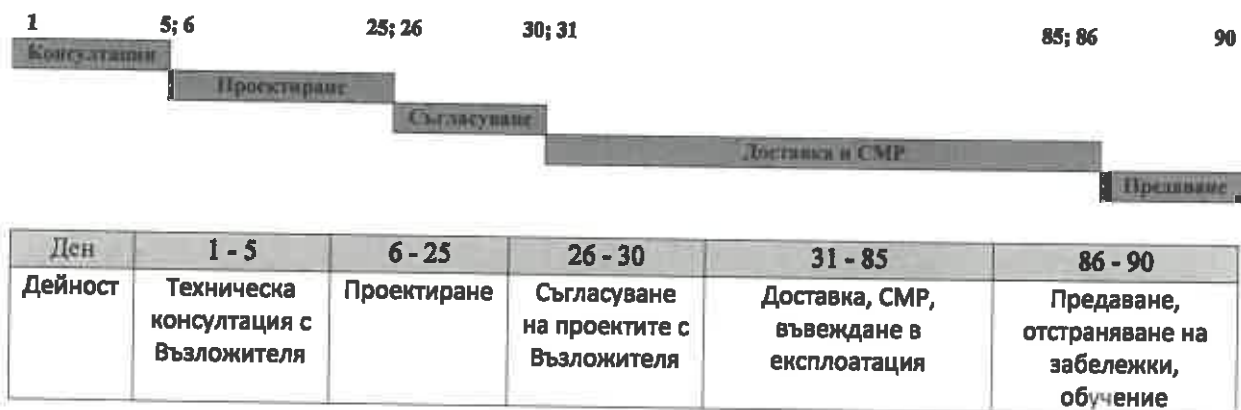 1 5; 6 25; 26 30; 31 85; 86 90
Консултации
Проектиране
Съгласуване
Доставка и СМР
Предаване
Ден 1 - 5 6 - 25 26 - 30 31 - 85 86 - 90
Дейност Техническа Проектиране Съгласуване Доставка, СМР, Предаване,
консултация с на проектите с въвеждане в отстраняване на
Възложителя Възложителя експлоатация забележки,
обучение